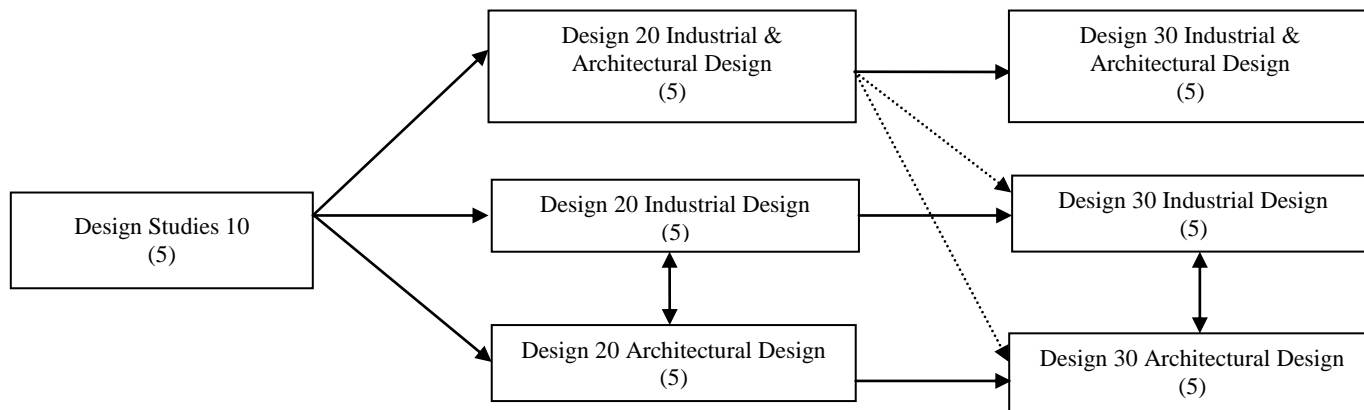 Design 20 Industrial &
Architectural Design
(5)
Design 30 Industrial &
Architectural Design
(5)
Design Studies 10
(5)
Design 20 Industrial Design
(5)
Design 30 Industrial Design
(5)
Design 20 Architectural Design
(5)
Design 30 Architectural Design
(5)